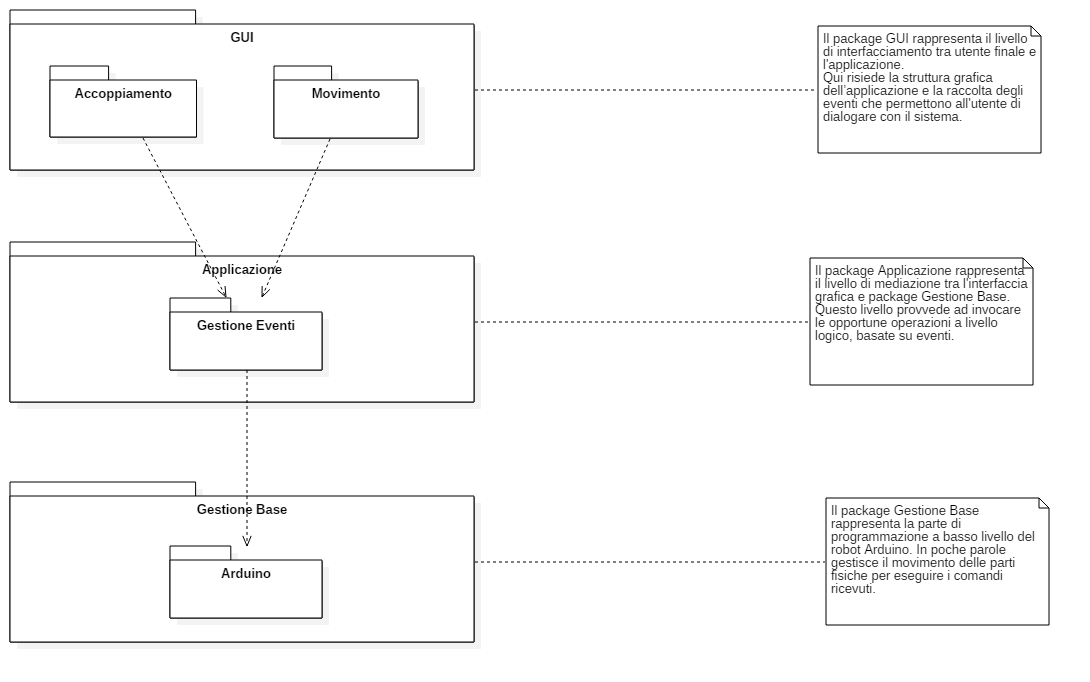 GUI
Accoppiamento
Movimento
Il package GUI rappresenta il livello
di interfacciamento tra utente finale e
l'applicazione.
Qui risiede la struttura grafica
dell'applicazione e la raccolta degli
eventi che permettono all'utente di
dialogare con il sistema.
Applicazione
Gestione Eventi
Il package Applicazione rappresenta
il livello di mediazione tra l'interfaccia
grafica e package Gestione Base.
Questo livello provvede ad invocare
le opportune operazioni a livello
logico, basate su eventi.
Gestione Base
Arduino
Il package Gestione Base
rappresenta la parte di
programmazione a basso livello del
robot Arduino. In poche parole
gestisce il movimento delle parti
fisiche per eseguire i comandi
ricevuti.